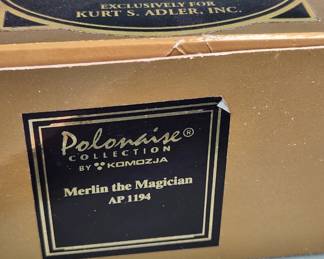 EXCLUSIVELY FOR
KURT S. ADLER, INC.
Polonaise®
COLLECTION
BY KOMOZJA
Merlin the Magician
AP 1194